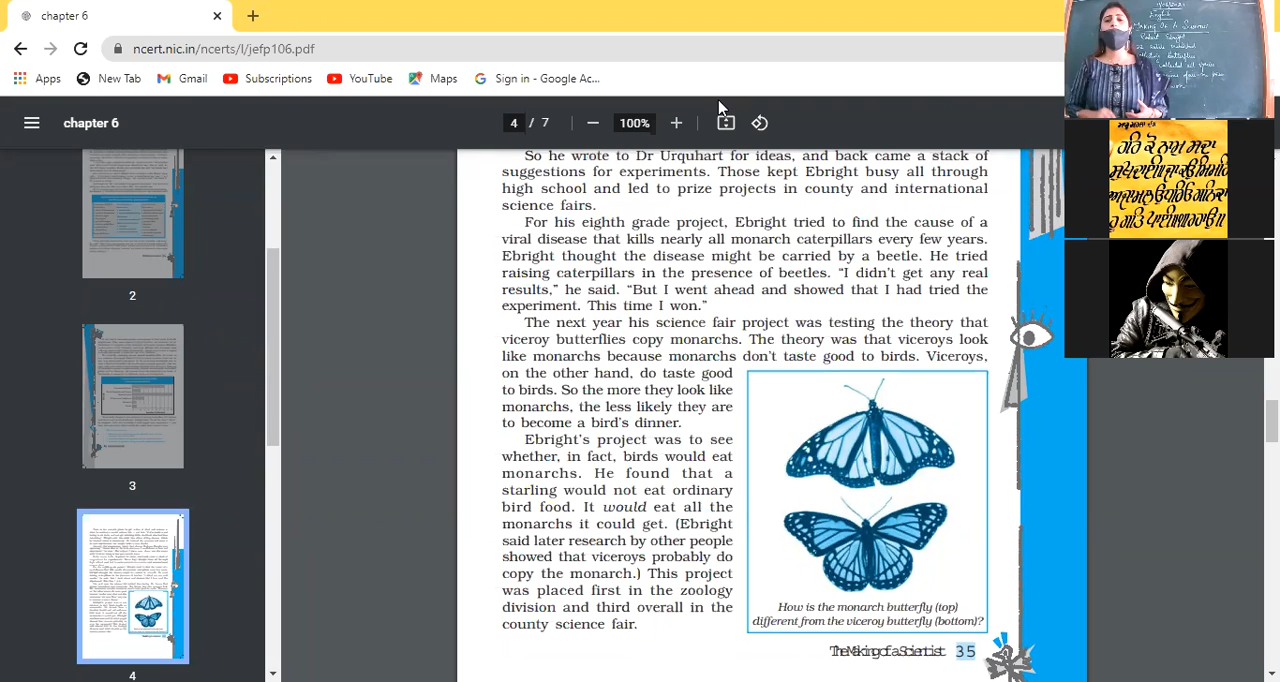 chapter 6
ncert.nic.in/ncerts/l/jefp106.pdf
Apps
New Tab
Gmail
Subscriptions
YouTube
Maps
Sign in - Google Ac...
chapter 6
4 / 7
100%
2
3
4
So he wrote to Dr Urquhart for ideas, and back came a stack of
suggestions for experiments. Those kept Ebright busy all through
high school and led to prize projects in county and international
science fairs.
For his eighth grade project, Ebright tried to find the cause of a
viral disease that kills nearly all monarch caterpillars every few years.
Ebright thought the disease might be carried by a beetle. He tried
raising caterpillars in the presence of beetles. “I didn’t get any real
results,” he said. “But I went ahead and showed that I had tried the
experiment. This time I won.”
The next year his science fair project was testing the theory that
viceroy butterflies copy monarchs. The theory was that viceroys look
like monarchs because monarchs don’t taste good to birds. Viceroys,
on the other hand, do taste good
to birds. So the more they look like
monarchs, the less likely they are
to become a bird’s dinner.
Ebright’s project was to see
whether, in fact, birds would eat
monarchs. He found that a
starling would not eat ordinary
bird food. It would eat all the
monarchs it could get. (Ebright
said later research by other people
showed that viceroys probably do
copy the monarch.) This project
was placed first in the zoology
division and third overall in the
county science fair.
How is the monarch butterfly (top)
different from the viceroy butterfly (bottom)?
The Making of a Scientist 35
English
Making Of A Scientist
Robert